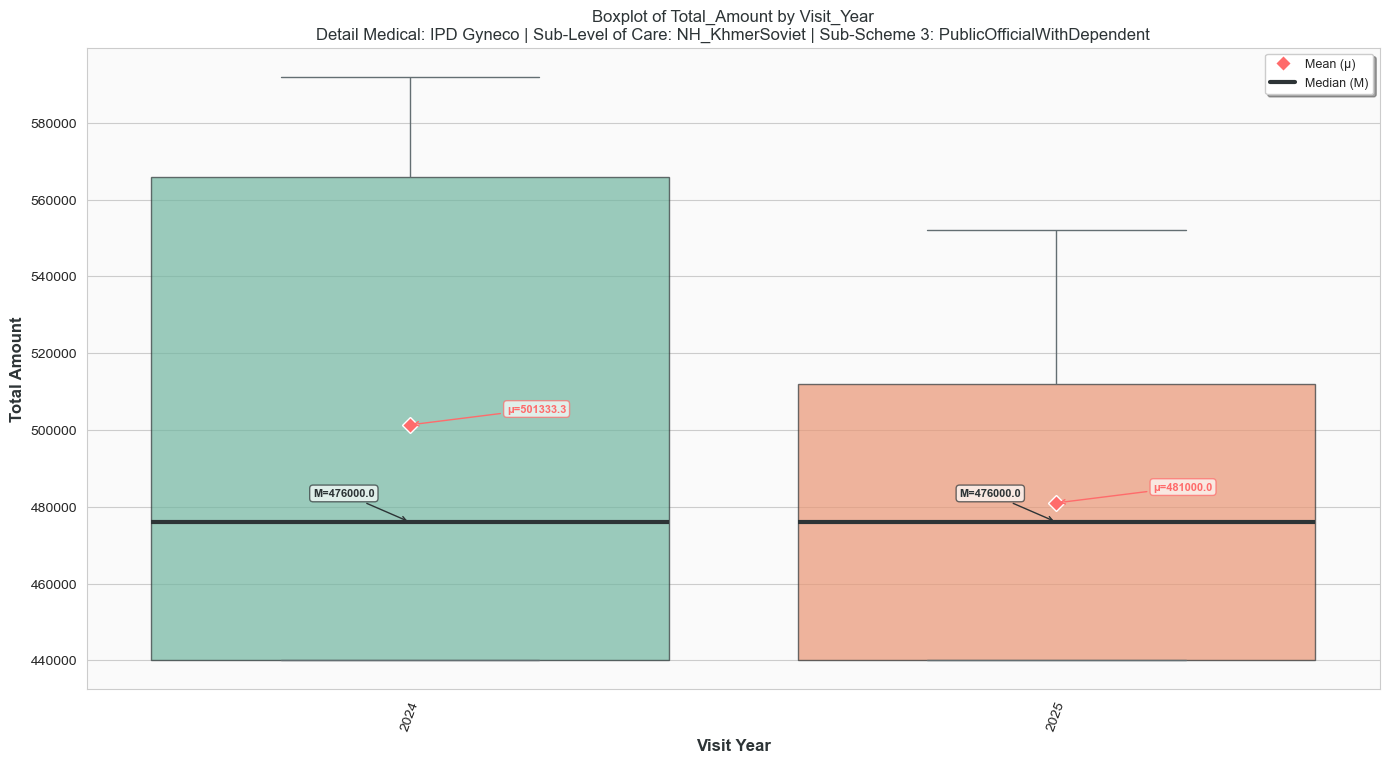 Boxplot of Total_Amount by Visit_Year
Detail Medical: IPD Gyneco | Sub-Level of Care: NH_KhmerSoviet | Sub-Scheme 3: PublicOfficialWithDependent
Mean (μ)
Median (M)
Total Amount
580000
560000
540000
520000
500000
480000
460000
440000
μ=501333.3
M=476000.0
μ=481000.0
M=476000.0
2024
2025
Visit Year